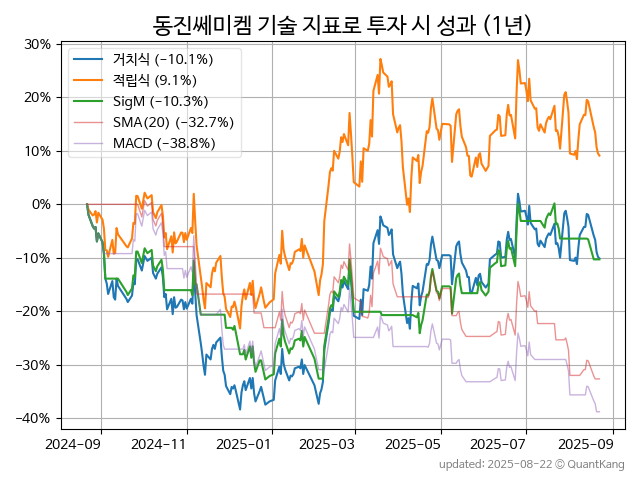 동진쎄미켐 기술 지표로 투자 시 성과 (1년)
30%
20%
10%
0%
−10%
−20%
−30%
−40%
거치식 (−10.1%)
적립식 (9.1%)
SigM (−10.3%)
SMA(20) (−32.7%)
MACD (−38.8%)
2024-09
2024-11
2025-01
2025-03
2025-05
2025-07
2025-09
updated: 2025-08-22 © QuantKang